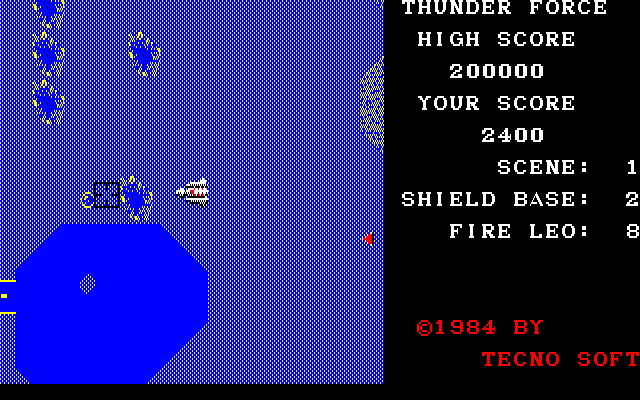 THUNDER FORCE
HIGH SCORE
200000
YOUR SCORE
2400
SCENE: 1
SHIELD BASE: 2
FIRE LEO: 8
©1984 BY
TECNO SOFT